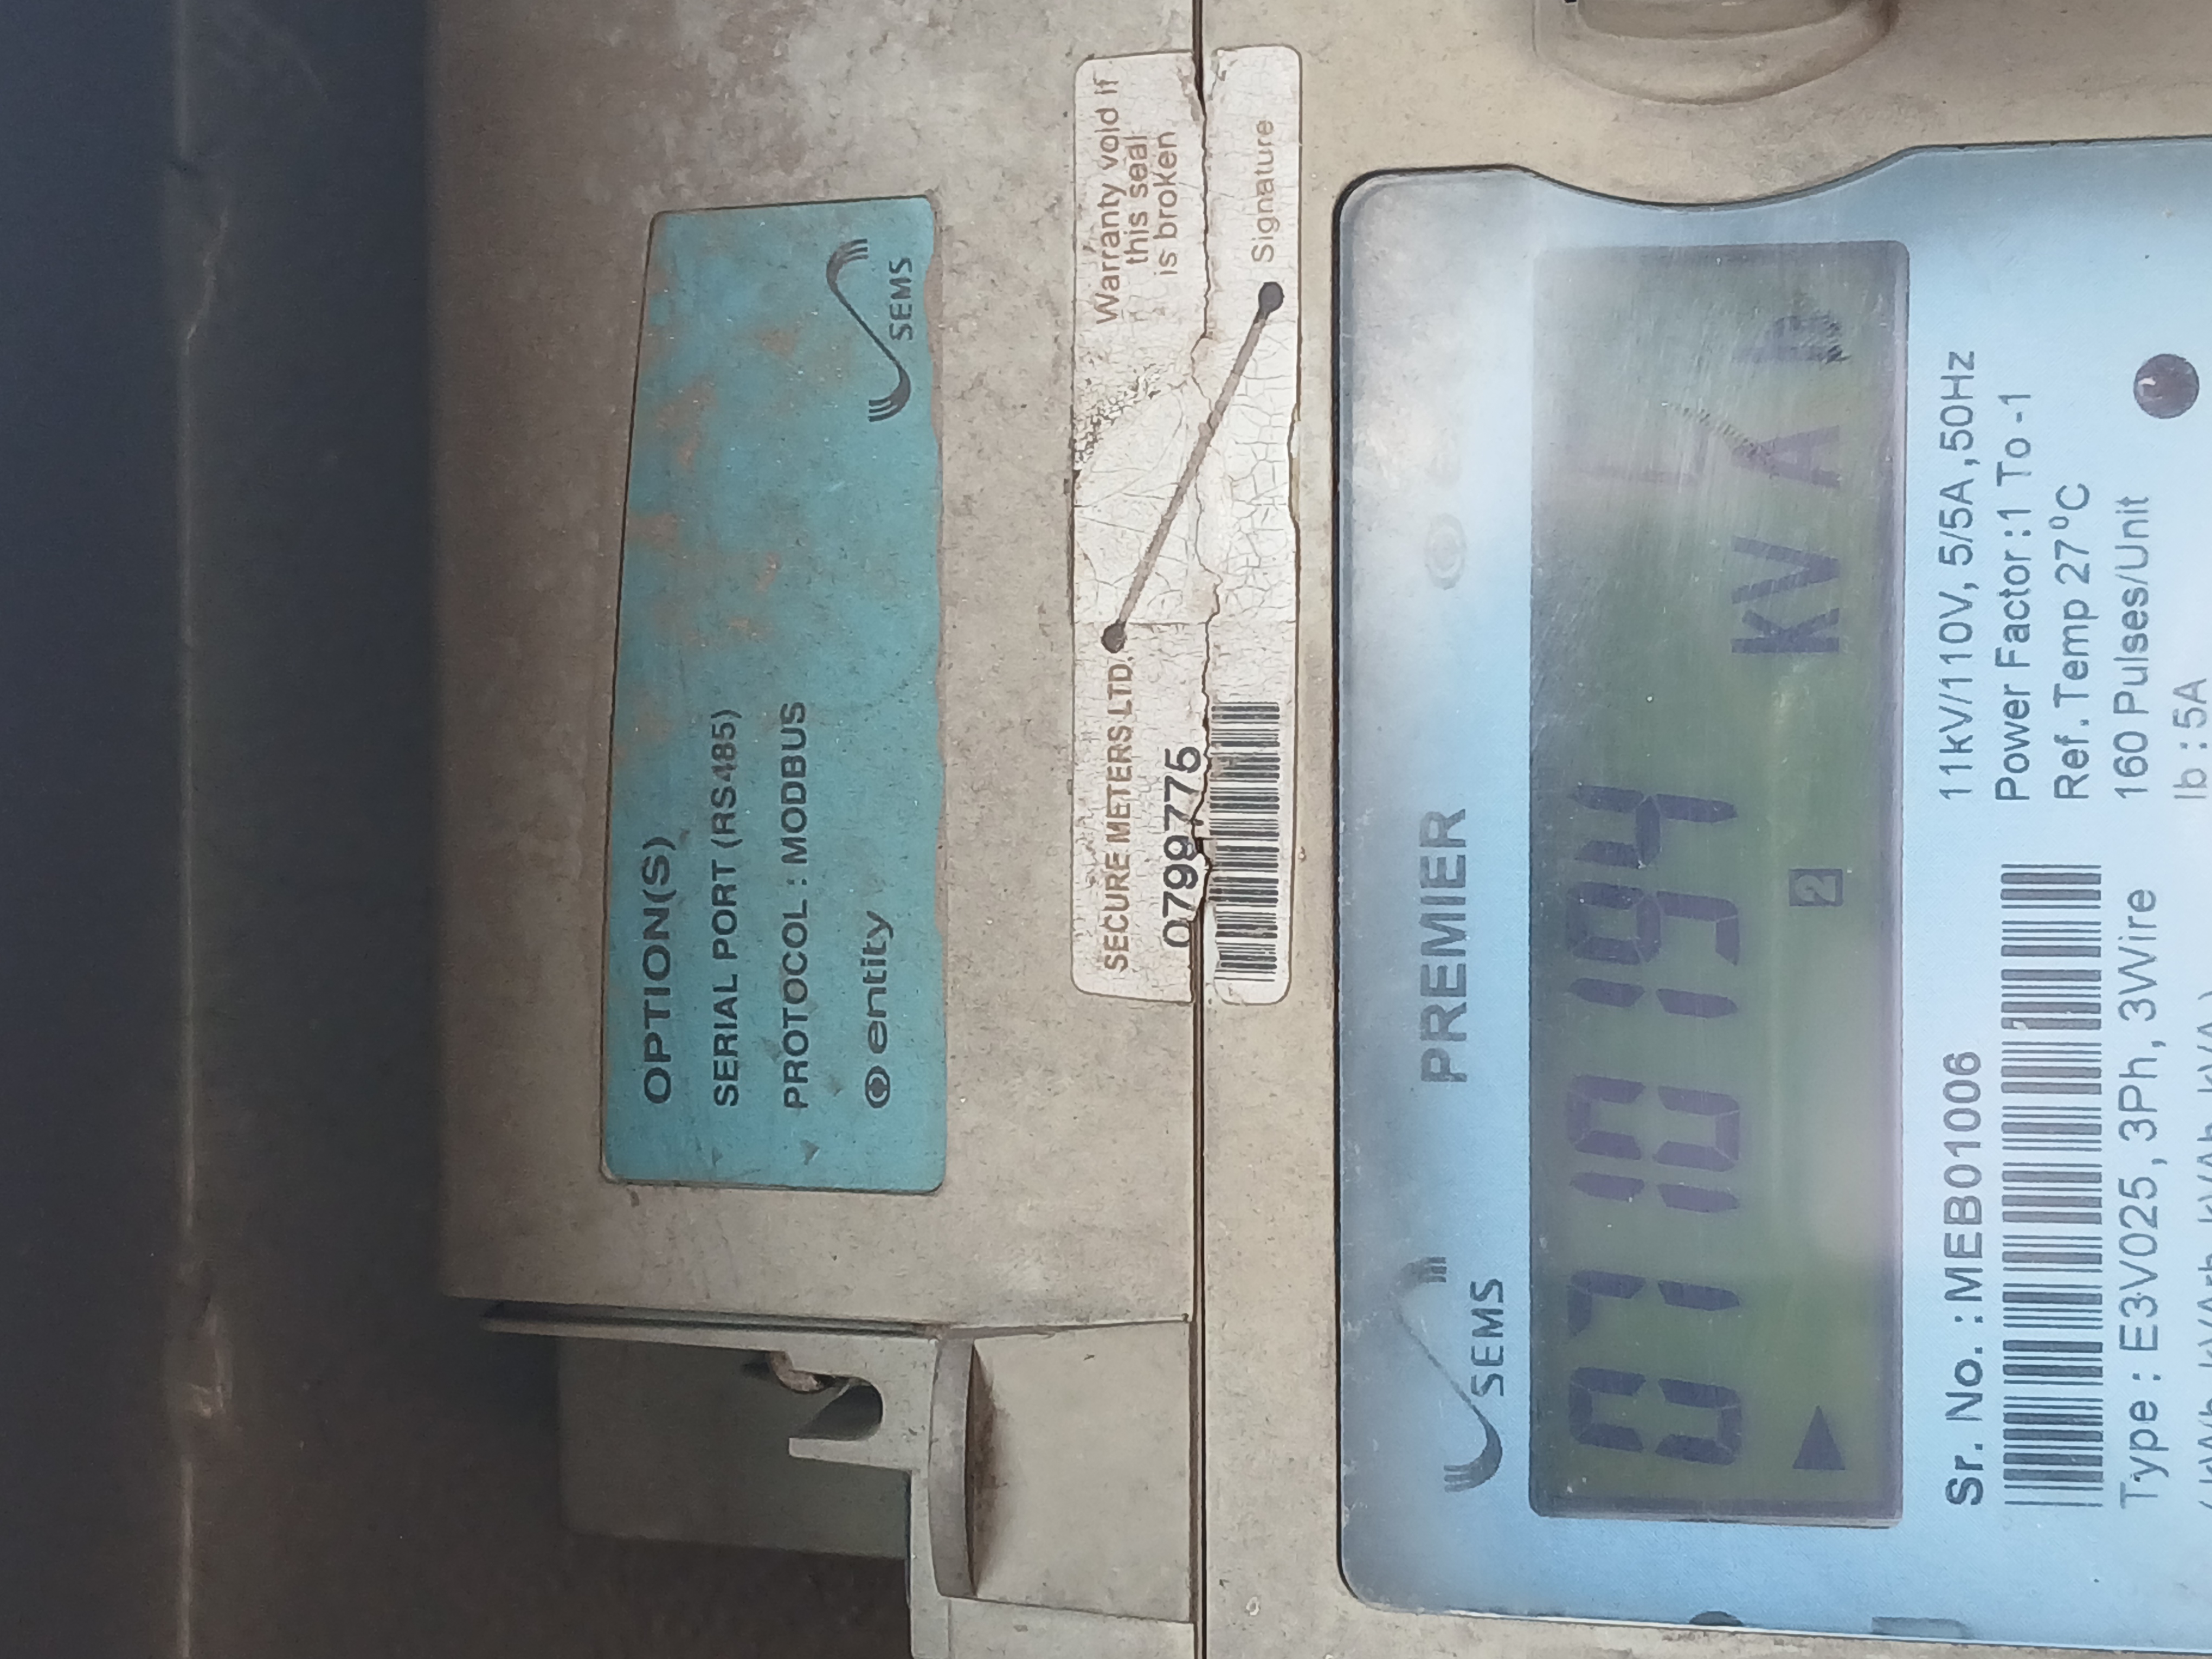 OPTION(S)
SERIAL PORT (RS485)
PROTOCOL : MODBUS
entity
SEMS
SECURE METERS LTD.
Warranty void if
this seal
is broken
0799775
Signature
SEMS
PREMIER
0710194
KVA
2
Sr. No. : MEB01006
11kV/110V, 5/5A ,50Hz
Power Factor : 1 To -1
Ref. Temp 27°C
Type : E3V025, 3Ph, 3Wire
160 Pulses/Unit
Ib : 5A